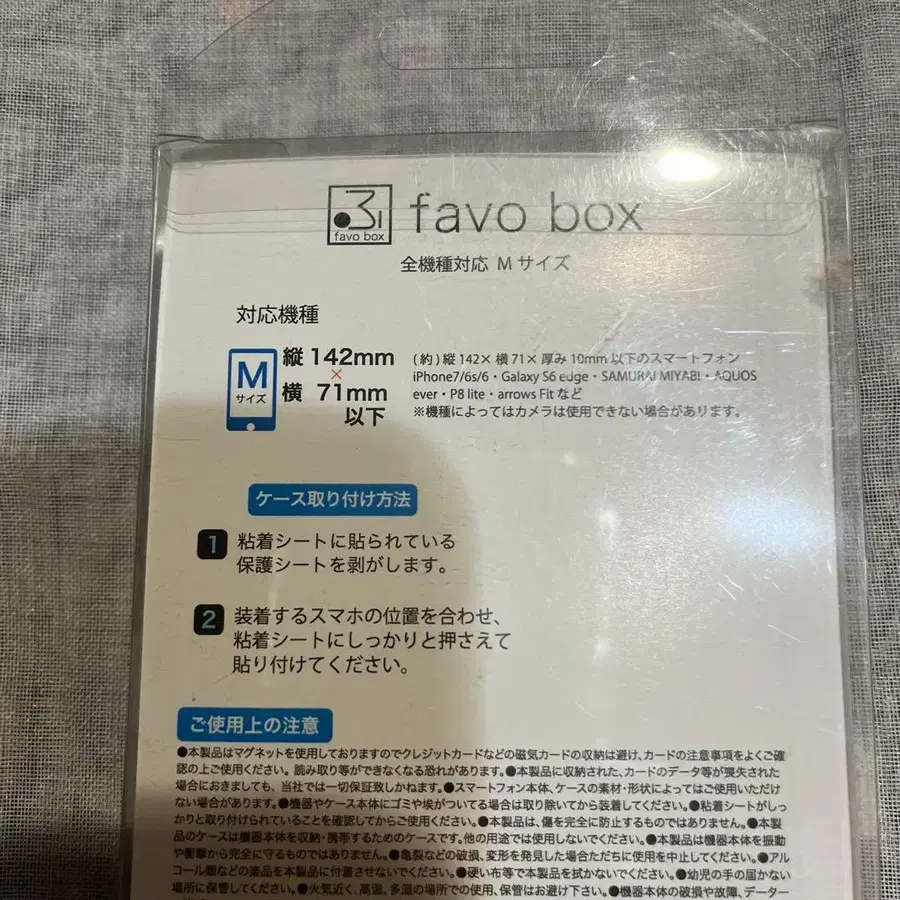 favo box
favo box
全機種対応 M サイズ
対応機種
M
サイズ
縦 142mm
×
横 71mm
以下
(約)縦142×横71×厚み10mm以下のスマートフォン
iPhone7/6s/6・Galaxy S6 edge・SAMURAI MIYABI・AQUOS
ever・P8 lite・arrows Fitなど
※機種によってはカメラは使用できない場合があります。
ケース取り付け方法
1 粘着シートに貼られている
保護シートを剥がします。
2 装着するスマホの位置を合わせ、
粘着シートにしっかりと押さえて
貼り付けてください。
ご使用上の注意
●本製品はマグネットを使用しておりますのでクレジットカードなどの磁気カードの収納は避け、カードの注意事項をよくご確
認の上ご使用ください。読み取り等ができなくなる恐れがあります。●本製品に収納された、カードのデータ等が喪失された
場合におきましても、当社では一切保証致しかねます。●スマートフォン本体、ケースの素材・形状によってはご使用いただけ
ない場合があります。●機器やケース本体にゴミや埃がついてる場合は取り除いてから装着してください。●粘着シートがしっ
かりと取り付けられていることを確認してからご使用ください。●本製品は、傷を完全に防止するものではありません。●本製
品のケースは機器本体を収納・携帯するためのケースです。他の用途では使用しないでください。●本製品は機器本体を振動
や衝撃から完全に守るものではありません。●亀裂などの破損、変形を発見した場合ただちに使用を中止してください。●アル
コール類などの薬品を本製品に付着させないでください。●硬い布等で本製品を拭かないでください。●幼児の手の届かない
場所に保管してください。●火気近く、高温、多湿の場所での使用、保管はお避け下さい。●機器本体の破損や故障、データー